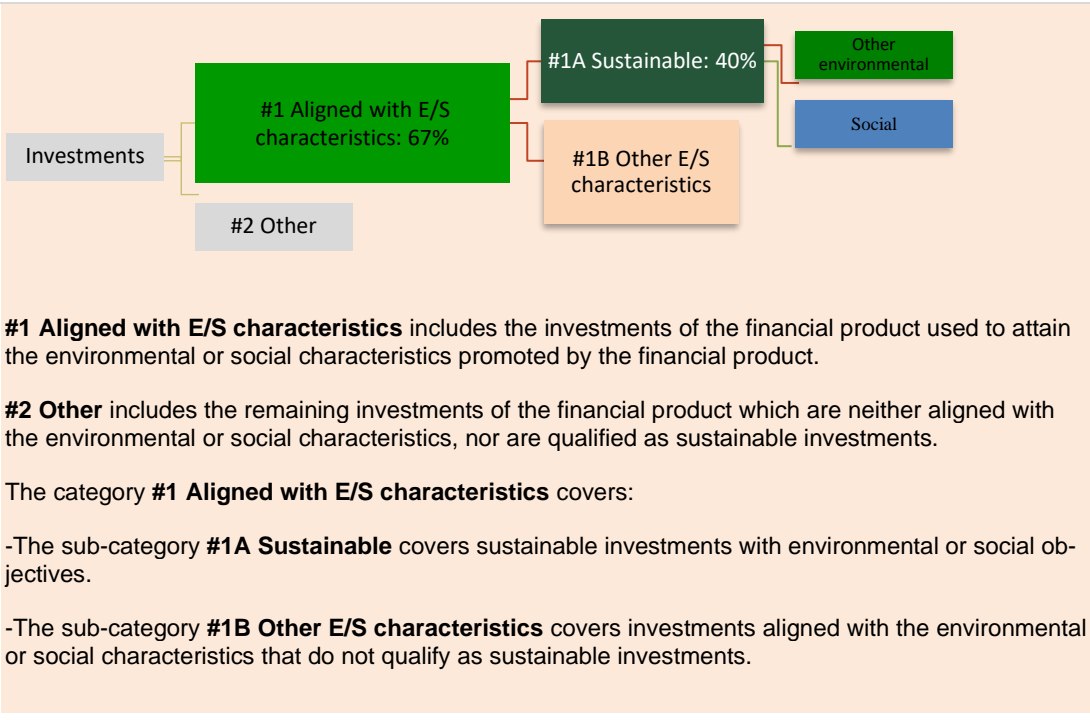 Investments
#1 Aligned with E/S
characteristics: 67%
#2 Other
#1A Sustainable: 40%
#1B Other E/S
characteristics
Other
environmental
Social
#1 Aligned with E/S characteristics includes the investments of the financial product used to attain
the environmental or social characteristics promoted by the financial product.
#2 Other includes the remaining investments of the financial product which are neither aligned with
the environmental or social characteristics, nor are qualified as sustainable investments.
The category #1 Aligned with E/S characteristics covers:
-The sub-category #1A Sustainable covers sustainable investments with environmental or social ob-
jectives.
-The sub-category #1B Other E/S characteristics covers investments aligned with the environmental
or social characteristics that do not qualify as sustainable investments.